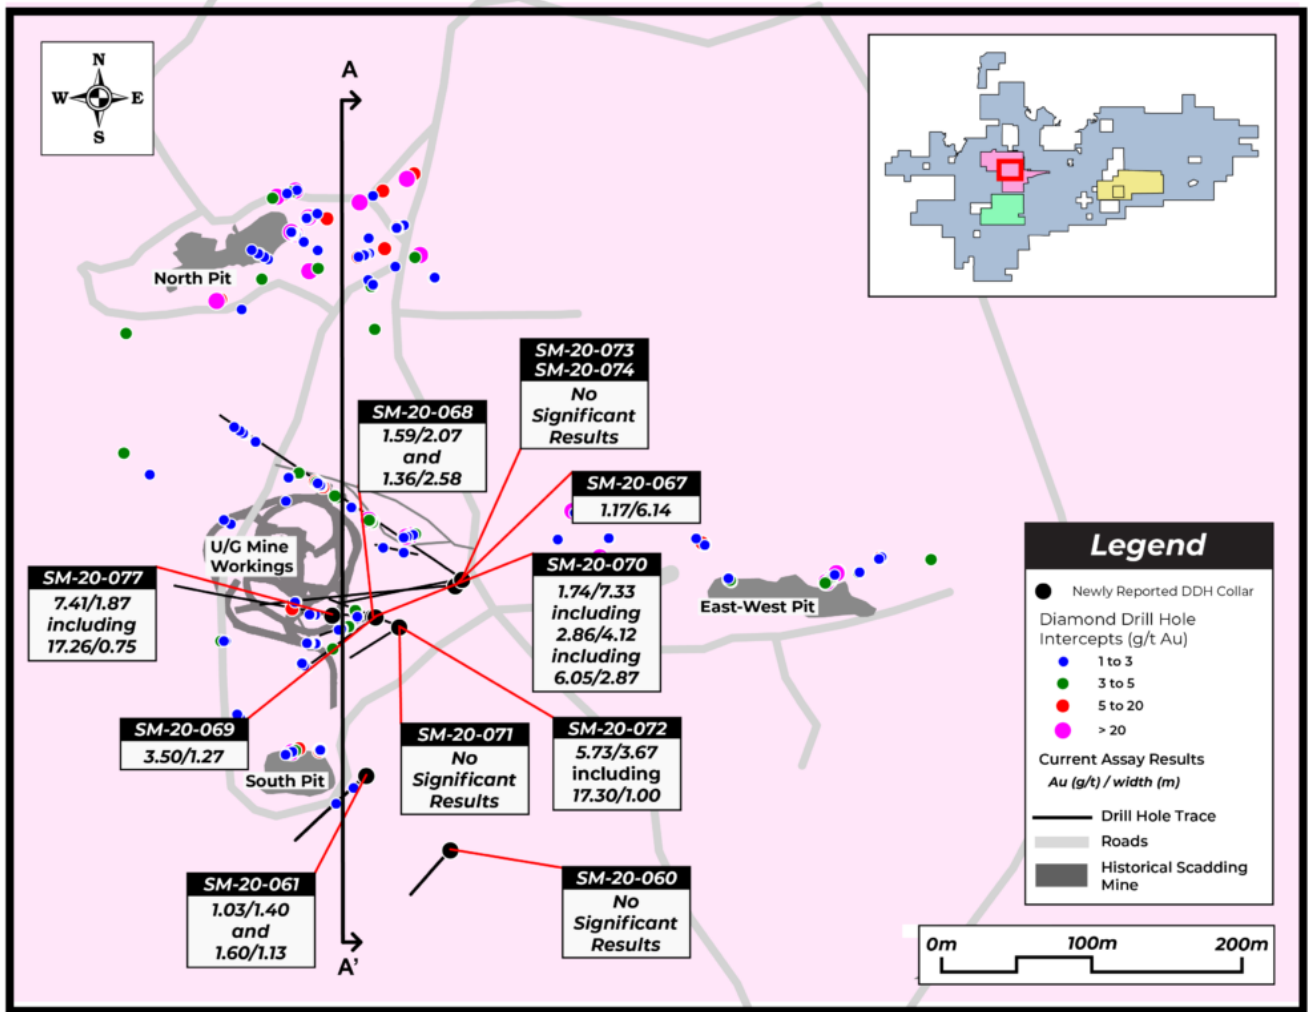 N
W
E
S
A
North Pit
SM-20-073
SM-20-074
No
Significant
Results
SM-20-068
1.59/2.07
and
1.36/2.58
SM-20-067
1.17/6.14
U/G Mine
Workings
SM-20-077
7.41/1.87
including
17.26/0.75
SM-20-070
1.74/7.33
including
2.86/4.12
including
6.05/2.87
East-West Pit
SM-20-069
3.50/1.27
SM-20-071
No
Significant
Results
SM-20-072
5.73/3.67
including
17.30/1.00
South Pit
SM-20-061
1.03/1.40
and
1.60/1.13
SM-20-060
No
Significant
Results
A'
Legend
Newly Reported DDH Collar
Diamond Drill Hole
Intercepts (g/t Au)
1 to 3
3 to 5
5 to 20
> 20
Current Assay Results
Au (g/t) / width (m)
Drill Hole Trace
Roads
Historical Scadding
Mine
0m
100m
200m